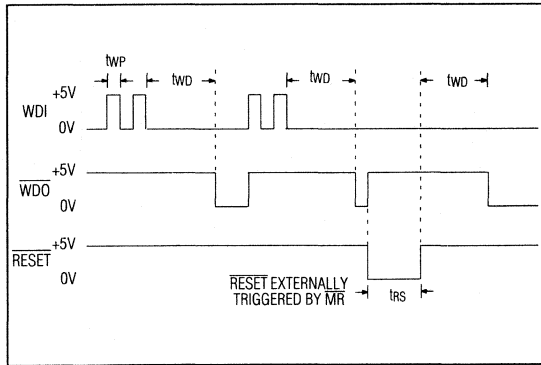 tWP
tWD tWD tWD
+5V
WDI
0V
+5V
WDO
0V
+5V
RESET
0V
RESET EXTERNALLY
TRIGGERED BY MR
tRS